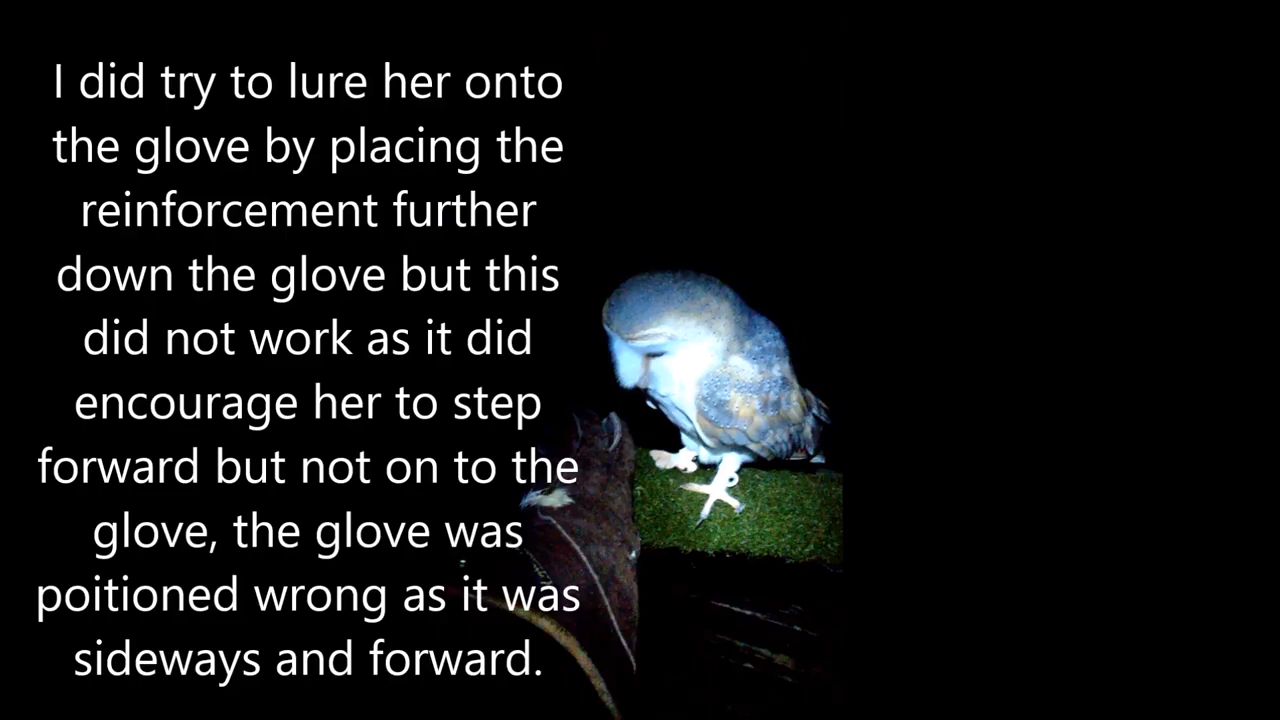 I did try to lure her onto
the glove by placing the
reinforcement further
down the glove but this
did not work as it did
encourage her to step
forward but not on to the
glove, the glove was
poitioned wrong as it was
sideways and forward.